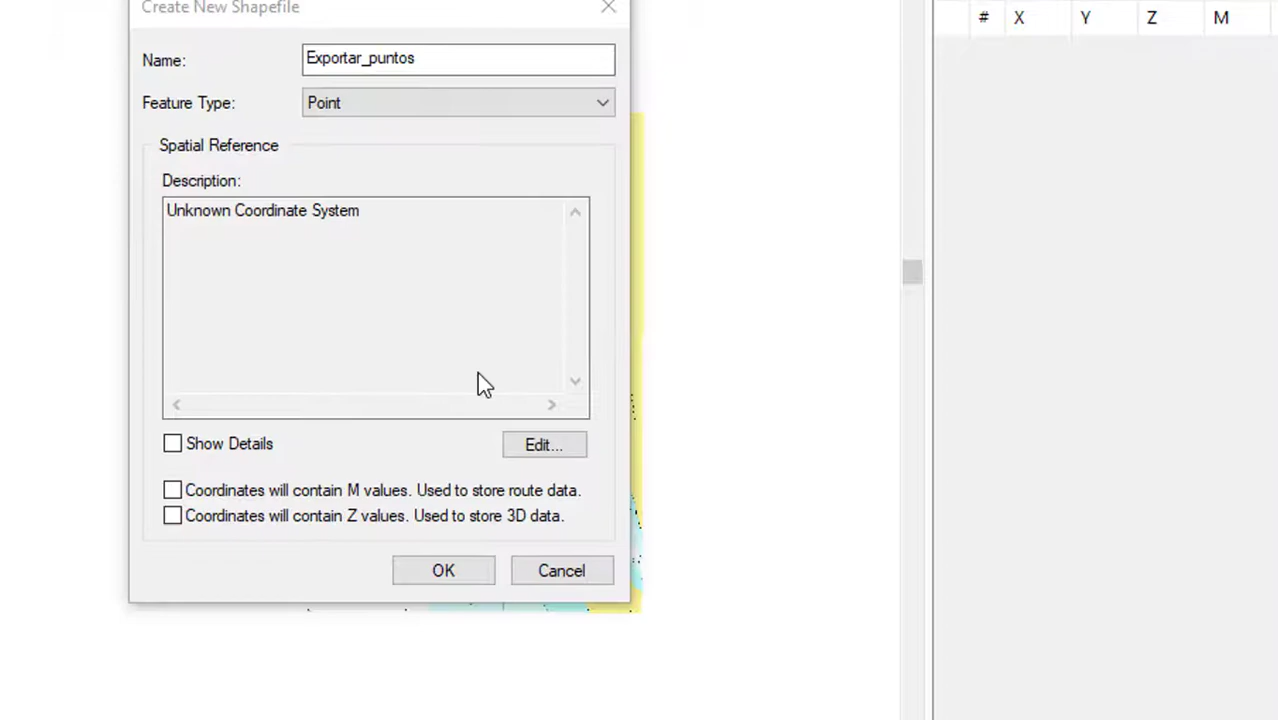 Create New Shapefile
# X Y Z M
Name: Exportar_puntos
Feature Type: Point
Spatial Reference
Description:
Unknown Coordinate System
Show Details
Edit...
Coordinates will contain M values. Used to store route data.
Coordinates will contain Z values. Used to store 3D data.
OK Cancel